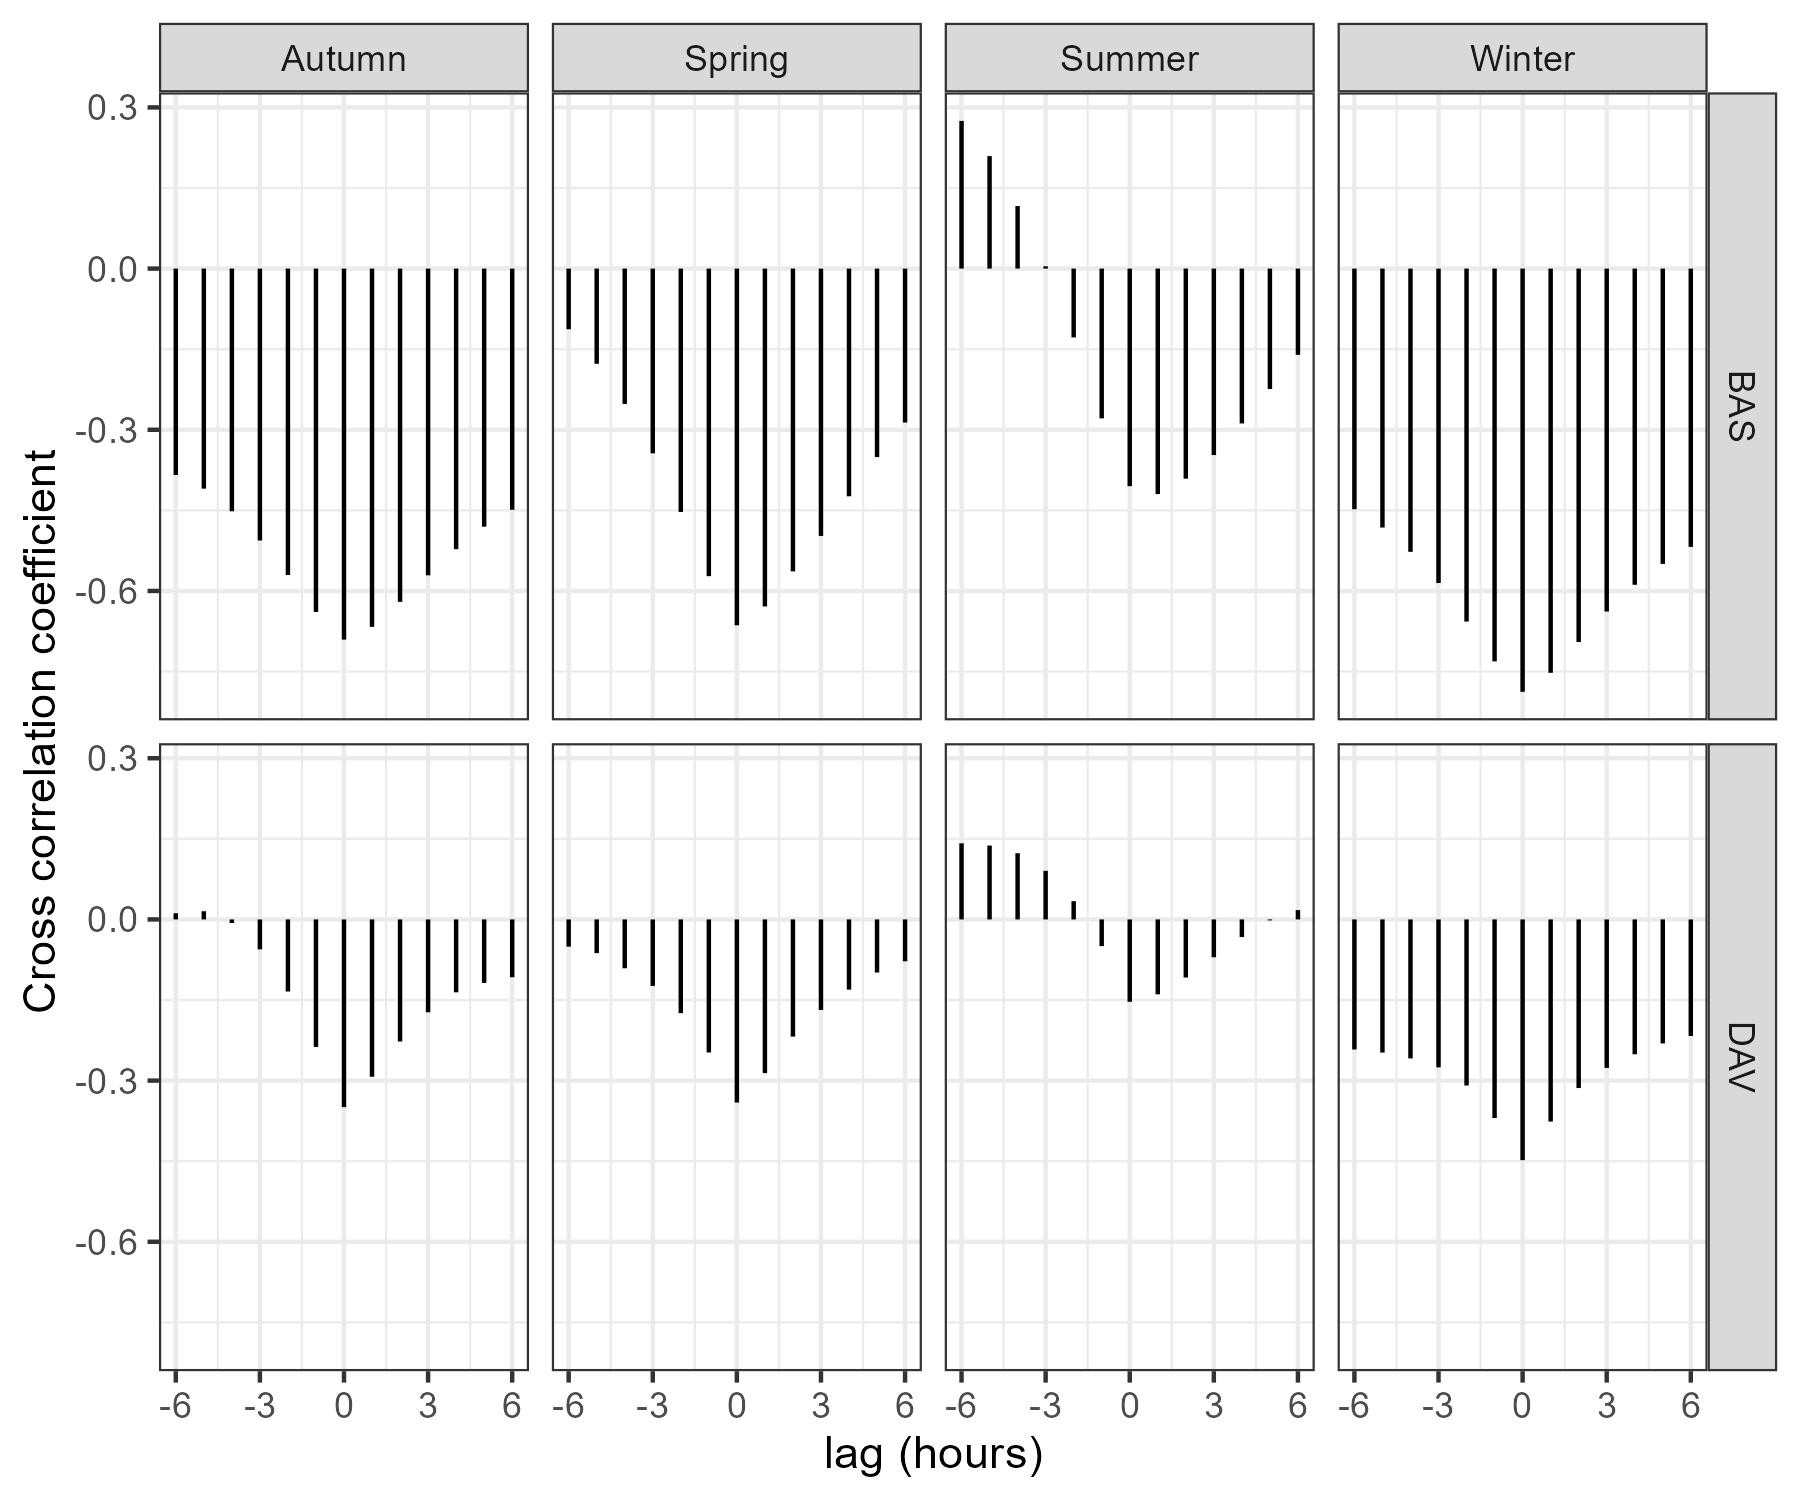 Autumn Spring Summer Winter
0.3
0.0
-0.3
-0.6
BAS
0.3
0.0
-0.3
-0.6
DAV
Cross correlation coefficient
-6 -3 0 3 6 -6 -3 0 3 6 -6 -3 0 3 6 -6 -3 0 3 6
lag (hours)